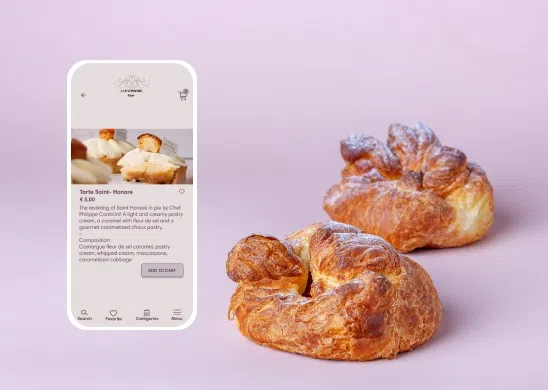 Tarte Saint- Honore
€ 5,00
The revisiting of Saint Honoré in pie by Chef
Philippe Conticini! A light and creamy pastry
cream, a caramel with fleur de sel and a
gourmet caramelized choux pastry.
-
Composition:
Camargue fleur de sel caramel, pastry
cream, whipped cream, mascarpone,
caramelized cabbage
ADD TO CART
Search
Favorite
Categories
Menu